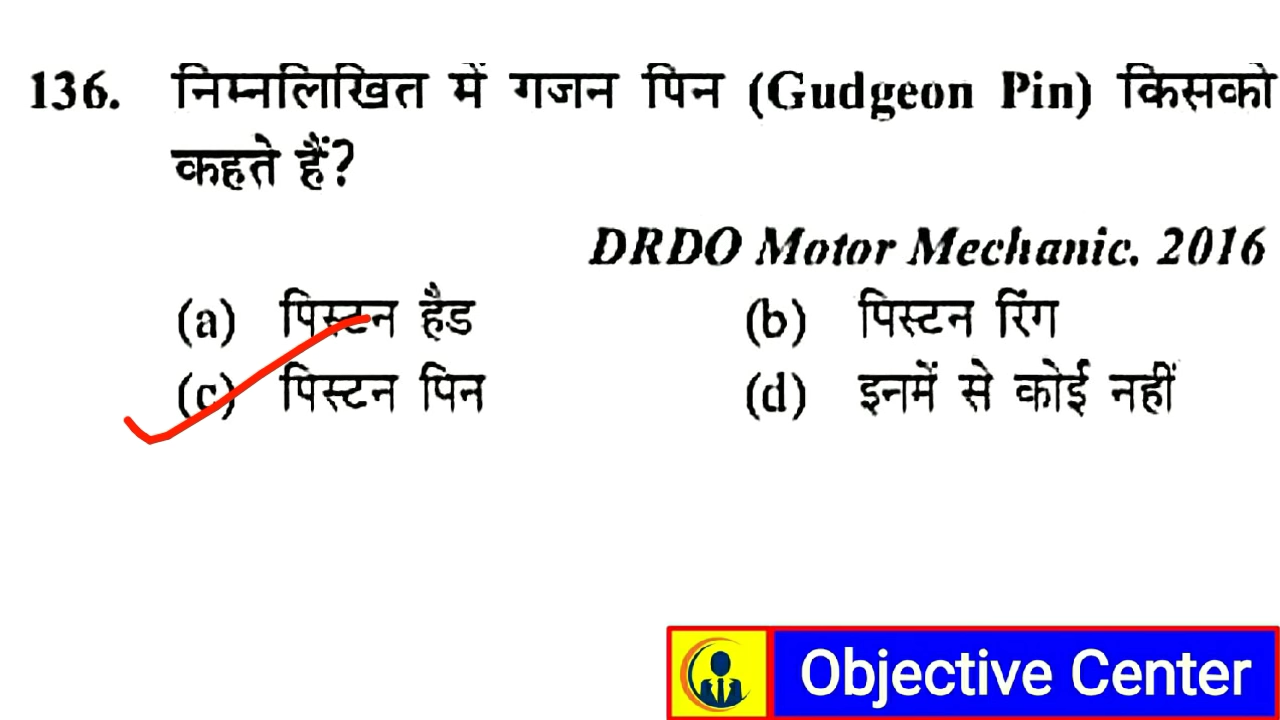 136. निम्नलिखित में गजन पिन (Gudgeon Pin) किसको
कहते हैं?
DRDO Motor Mechanic. 2016
(a) पिस्टन हैड (b) पिस्टन रिंग
(c) पिस्टन पिन (d) इनमें से कोई नहीं
Objective Center